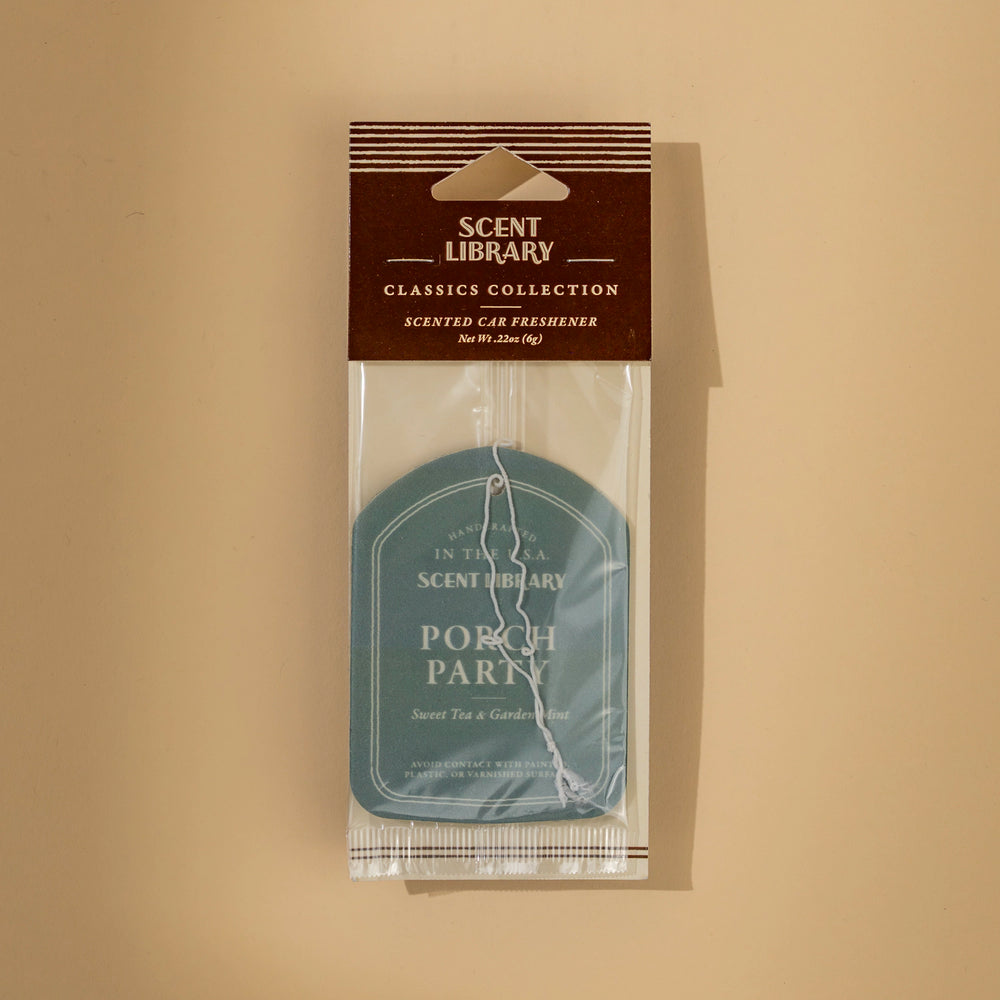 SCENT
LIBRARY
CLASSICS COLLECTION
SCENTED CAR FRESHENER
Net Wt .22oz (6g)
HANDCRAFTED
IN THE U.S.A.
SCENT LIBRARY
PORCH
PARTY
Sweet Tea & Garden Mint
AVOID CONTACT WITH PAINTED,
PLASTIC, OR VARNISHED SURFACES